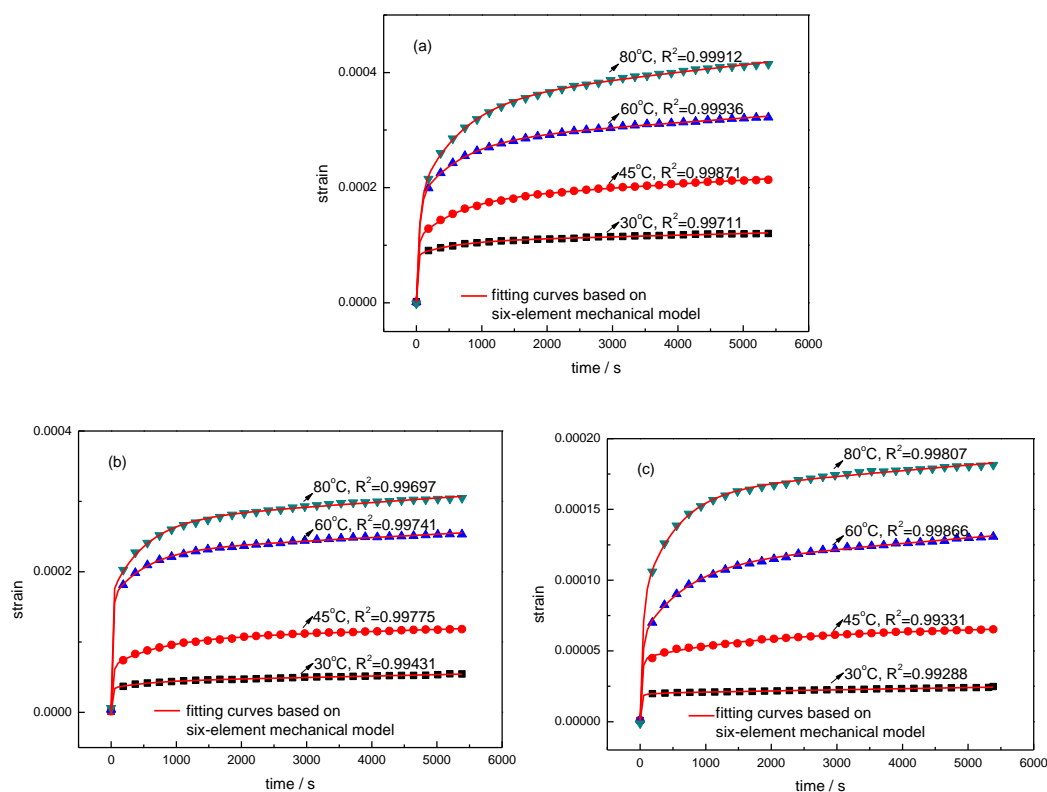 (a)
80°C, R²=0.99912
60°C, R²=0.99936
45°C, R²=0.99871
30°C, R²=0.99711
fitting curves based on
six-element mechanical model
0.0004
0.0002
0.0000
strain
0 1000 2000 3000 4000 5000 6000
time / s
(b)
80°C, R²=0.99697
60°C, R²=0.99741
45°C, R²=0.99775
30°C, R²=0.99431
fitting curves based on
six-element mechanical model
0.0004
0.0002
0.0000
strain
0 1000 2000 3000 4000 5000 6000
time / s
(c)
80°C, R²=0.99807
60°C, R²=0.99866
45°C, R²=0.99331
30°C, R²=0.99288
fitting curves based on
six-element mechanical model
0.00020
0.00015
0.00010
0.00005
0.00000
strain
0 1000 2000 3000 4000 5000 6000
time / s